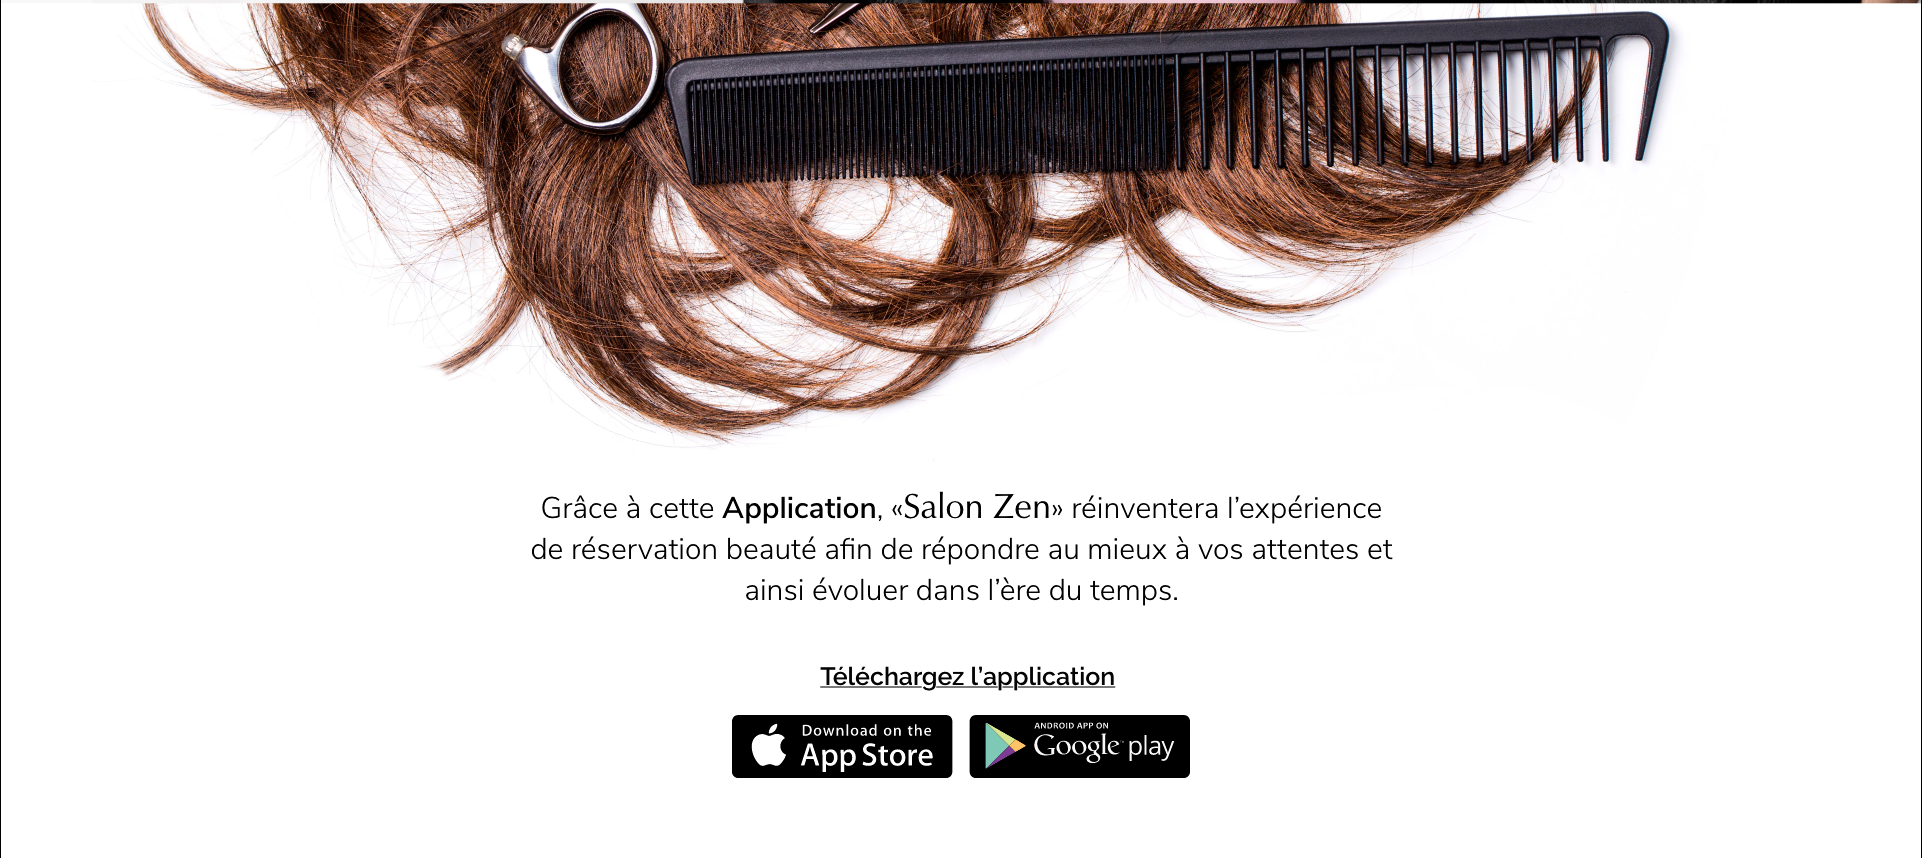 Grâce à cette Application, «Salon Zen» réinventera l’expérience
de réservation beauté afin de répondre au mieux à vos attentes et
ainsi évoluer dans l’ère du temps.
Téléchargez l’application
Download on the
App Store
ANDROID APP ON
Google play